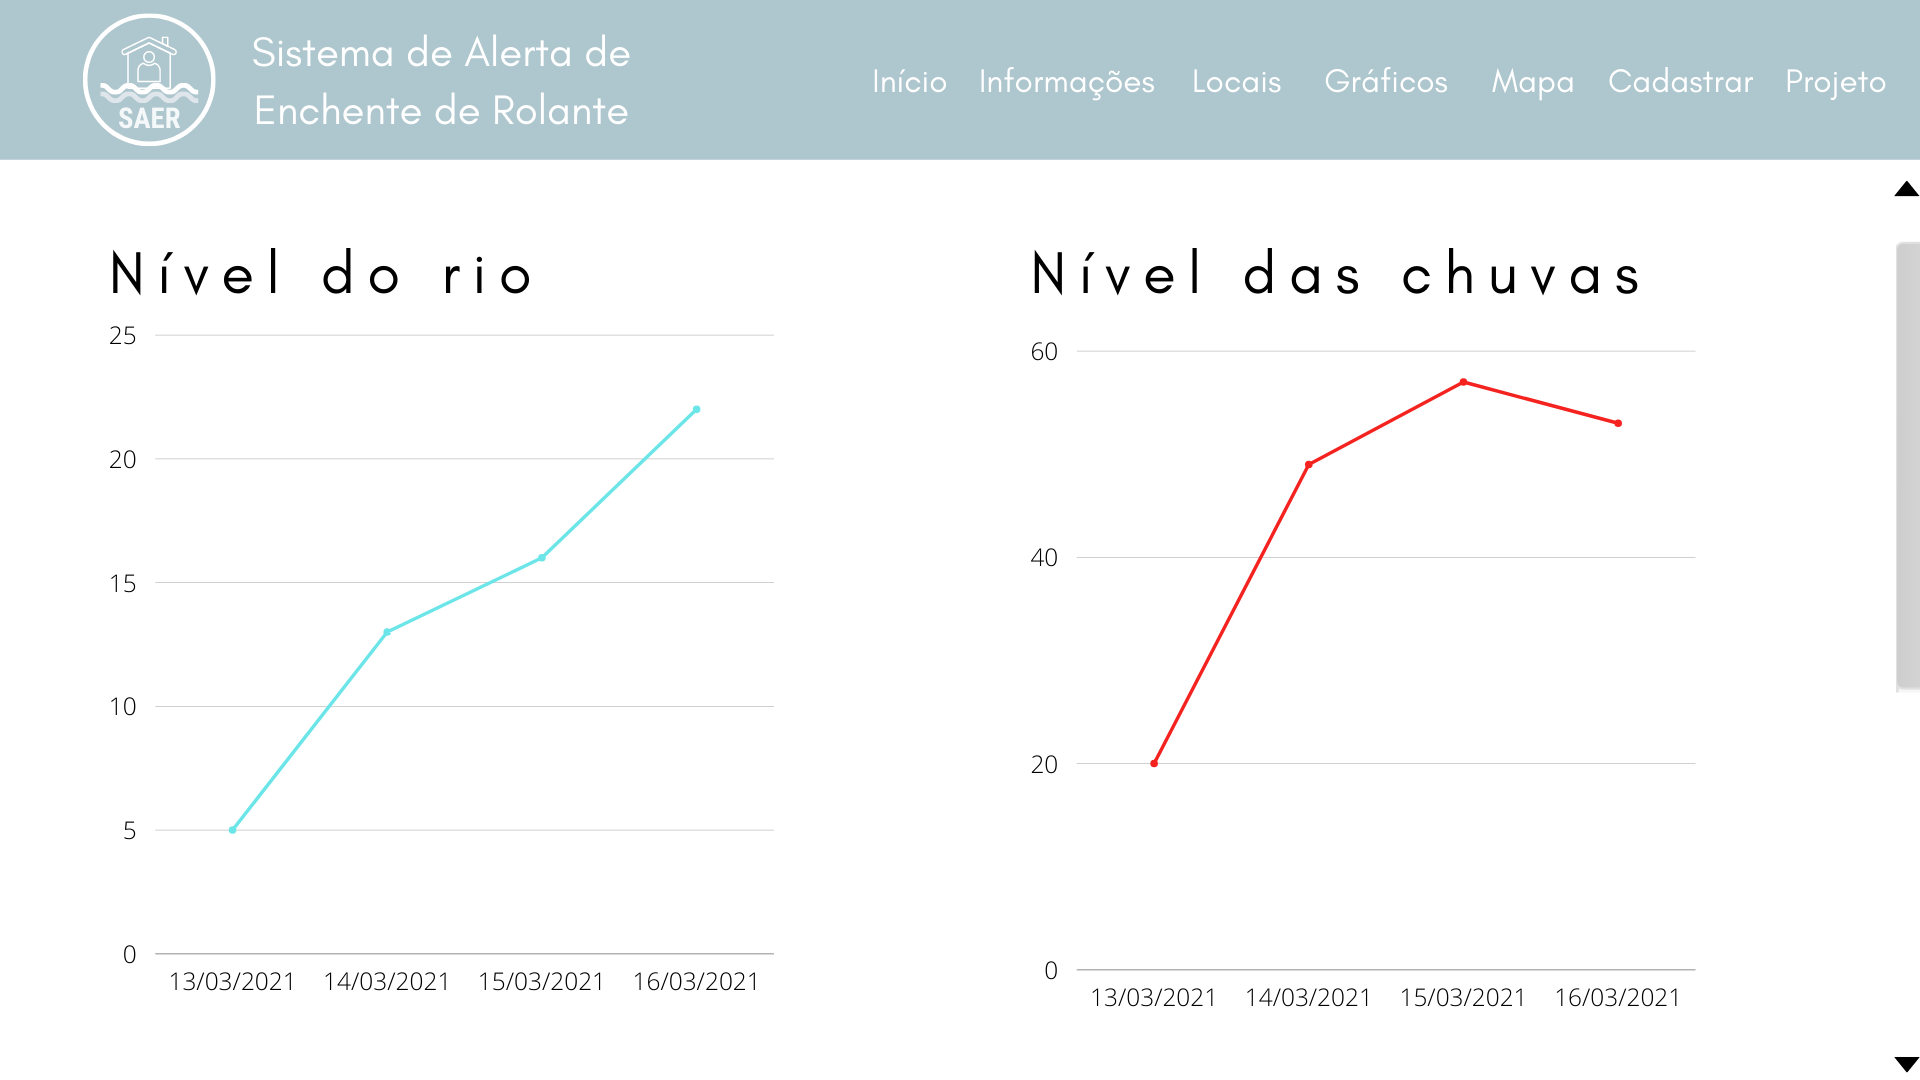 SAER
Sistema de Alerta de
Enchente de Rolante
Início Informações Locais Gráficos Mapa Cadastrar Projeto
Nível do rio
25
20
15
10
5
0
13/03/2021 14/03/2021 15/03/2021 16/03/2021
Nível das chuvas
60
40
20
0
13/03/2021 14/03/2021 15/03/2021 16/03/2021